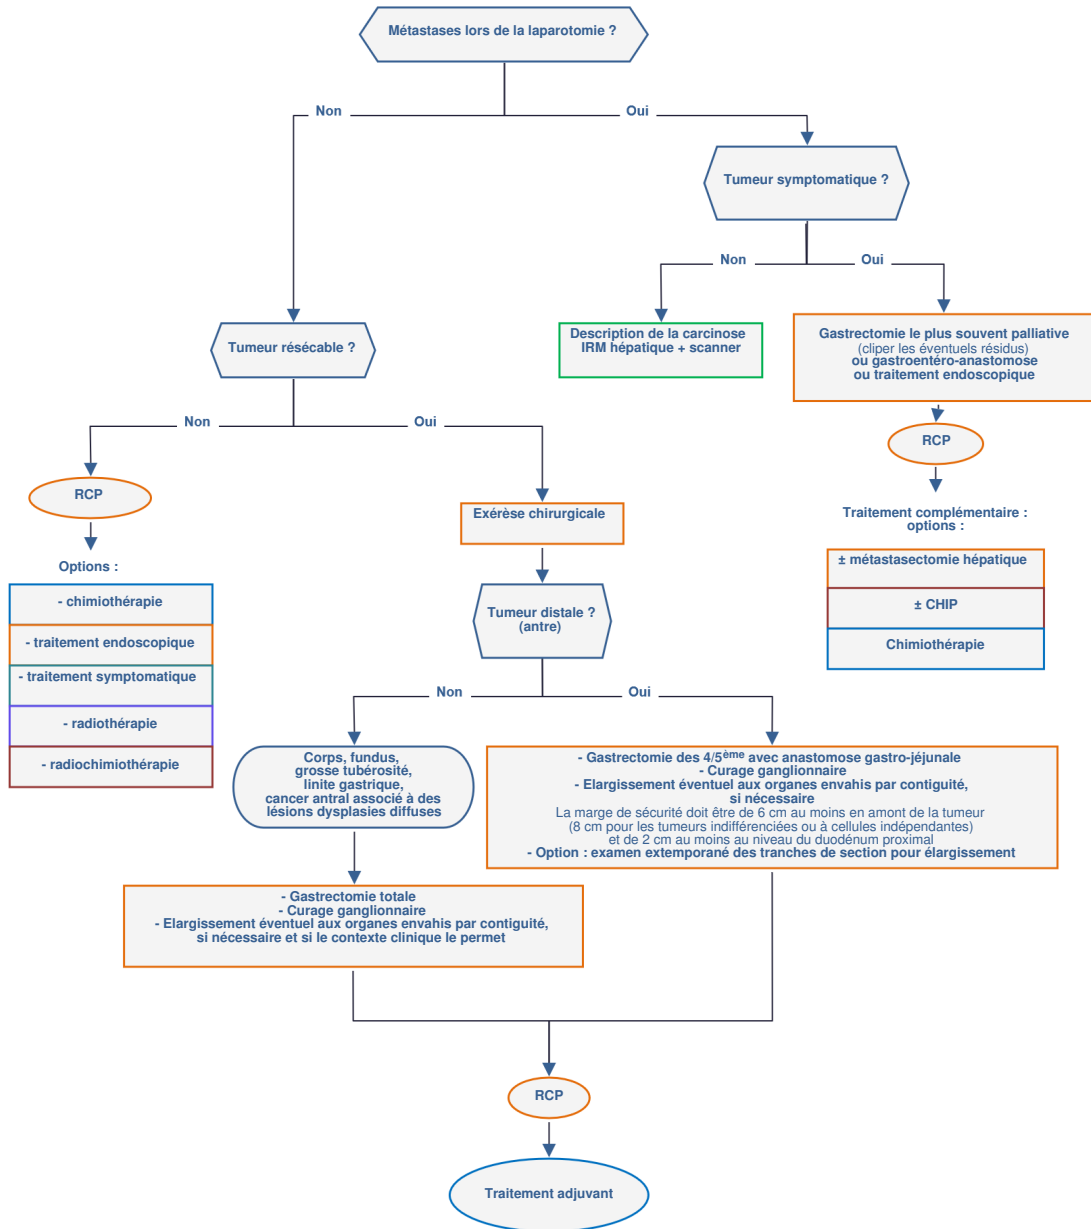 Métastases lors de la laparotomie ?
Non
Oui
Tumeur symptomatique ?
Non
Oui
Description de la carcinose
IRM hépatique + scanner
Gastrectomie le plus souvent palliative
(cliper les éventuels résidus)
ou gastroentéro-anastomose
ou traitement endoscopique
Tumeur résécable ?
Non
Oui
RCP
RCP
Traitement complémentaire :
options :
± métastasectomie hépatique
± CHIP
Chimiothérapie
Options :
- chimiothérapie
- traitement endoscopique
- traitement symptomatique
- radiothérapie
- radiochimiothérapie
Exérèse chirurgicale
Tumeur distale ?
(antre)
Non
Oui
Corps, fundus,
grosse tubérosité,
linite gastrique,
cancer antral associé à des
lésions dysplasies diffuses
- Gastrectomie des 4/5ème avec anastomose gastro-jéjunale
- Curage ganglionnaire
- Elargissement éventuel aux organes envahis par contiguité,
si nécessaire
La marge de sécurité doit être de 6 cm au moins en amont de la tumeur
(8 cm pour les tumeurs indifférenciées ou à cellules indépendantes)
et de 2 cm au moins au niveau du duodénum proximal
- Option : examen extemporané des tranches de section pour élargissement
- Gastrectomie totale
- Curage ganglionnaire
- Elargissement éventuel aux organes envahis par contiguité,
si nécessaire et si le contexte clinique le permet
RCP
Traitement adjuvant